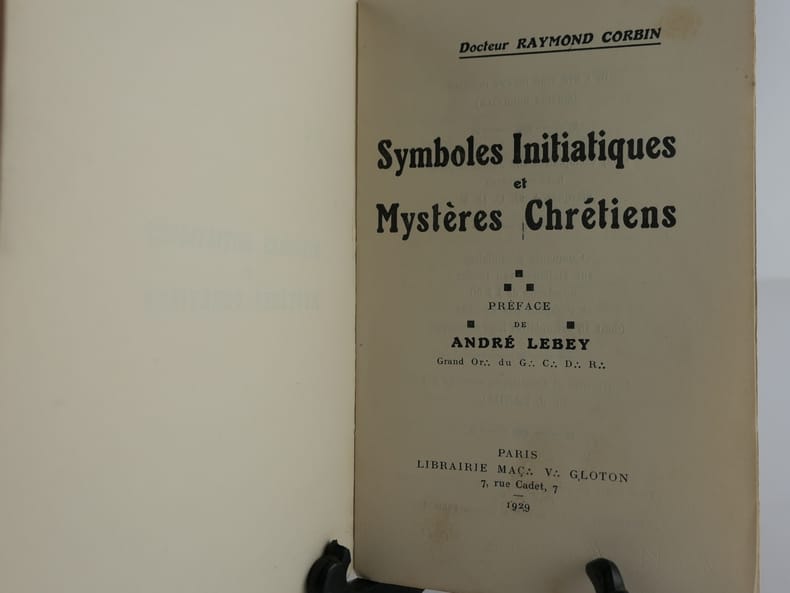 Docteur RAYMOND CORBIN
Symboles Initiatiques
et
Mystères Chrétiens
PRÉFACE
DE
ANDRÉ LEBEY
Grand Or∴ du G∴ C∴ D∴ R∴
PARIS
LIBRAIRIE MAÇ∴ V∴ GLOTON
7, rue Cadet, 7
1929